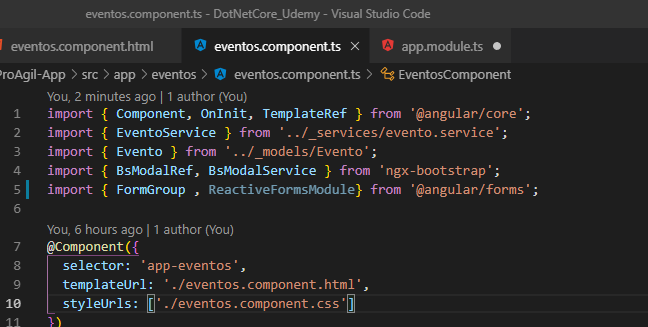 eventos.component.ts - DotNetCore_Udemy - Visual Studio Code
eventos.component.html eventos.component.ts × app.module.ts
ProAgil-App > src > app > eventos > eventos.component.ts > EventosComponent
You, 2 minutes ago | 1 author (You)
1 import { Component, OnInit, TemplateRef } from '@angular/core';
2 import { EventoService } from '../_services/evento.service';
3 import { Evento } from '../_models/Evento';
4 import { BsModalRef, BsModalService } from 'ngx-bootstrap';
5 import { FormGroup , ReactiveFormsModule} from '@angular/forms';
6
You, 6 hours ago | 1 author (You)
7 @Component({
8 selector: 'app-eventos',
9 templateUrl: './eventos.component.html',
10 styleUrls: ['./eventos.component.css']
11 })